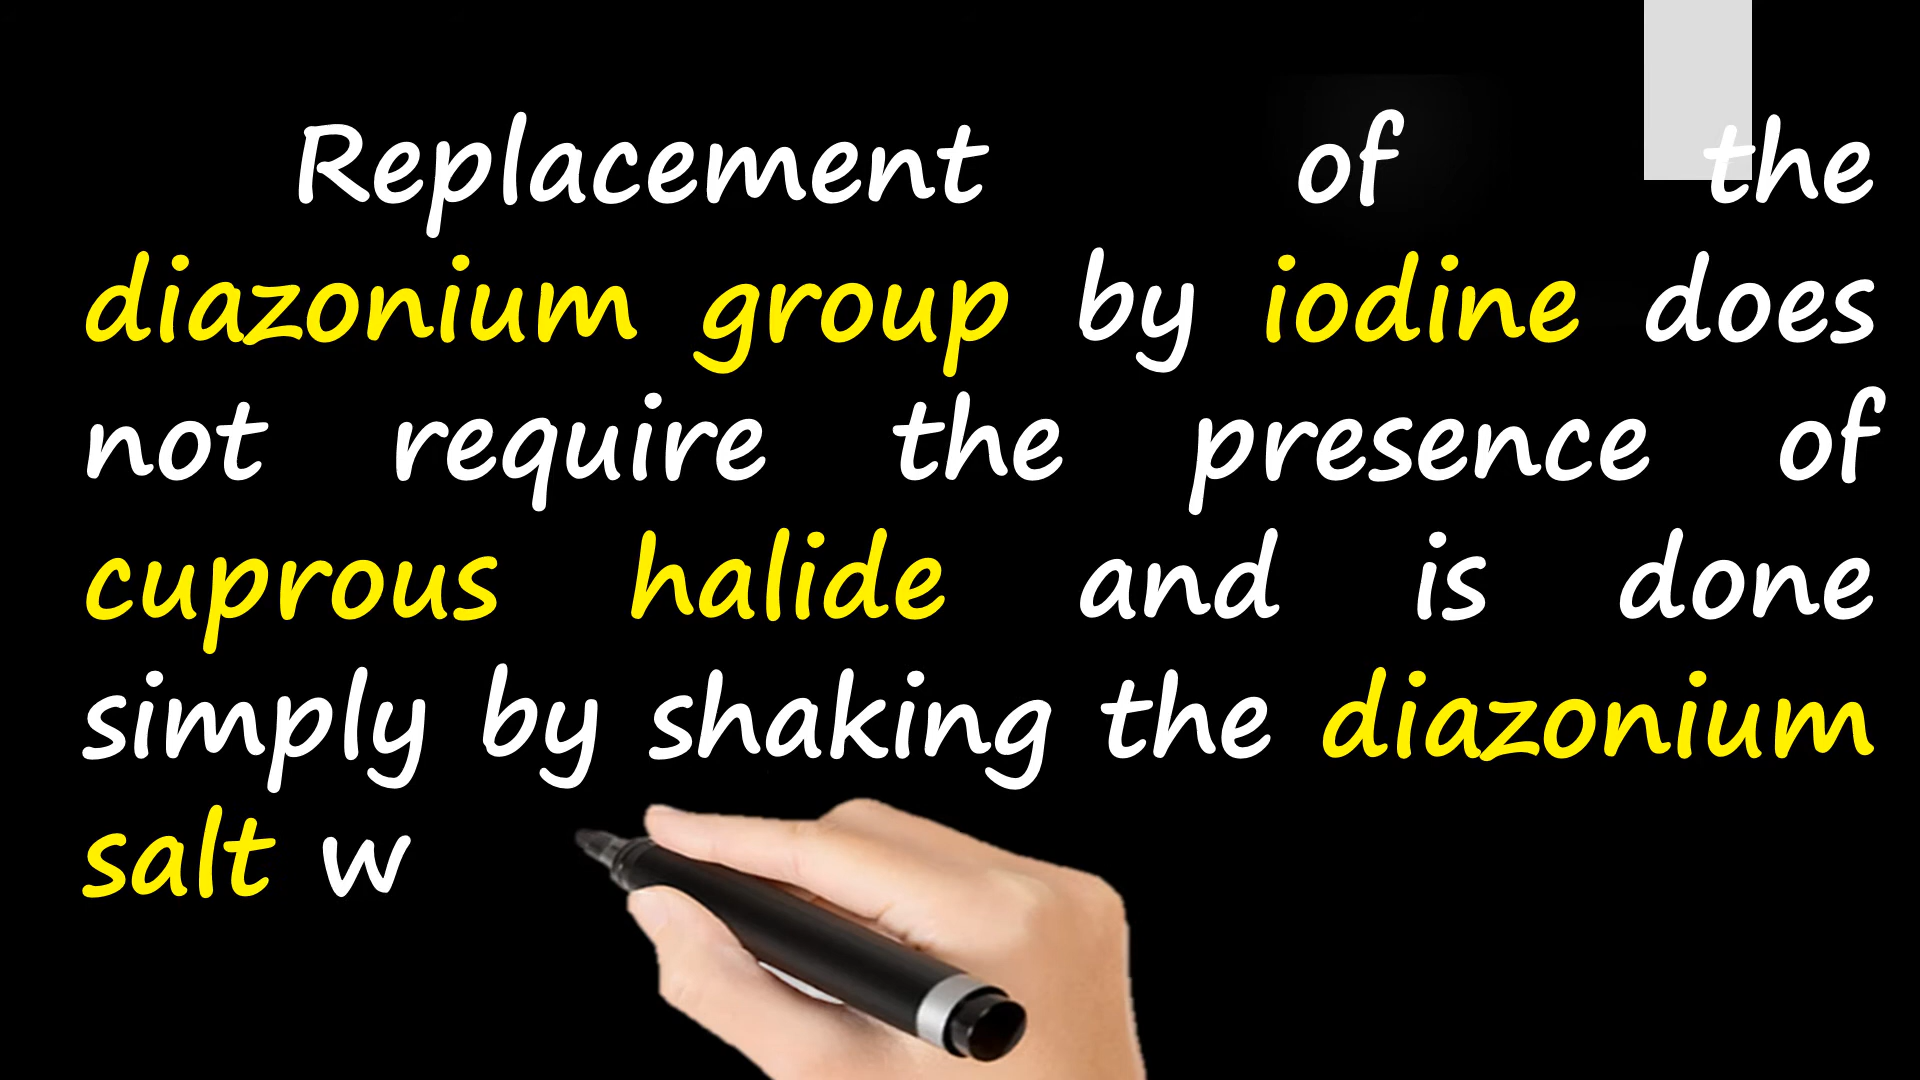 Replacement of the
diazonium group by iodine does
not require the presence of
cuprous halide and is done
simply by shaking the diazonium
salt w